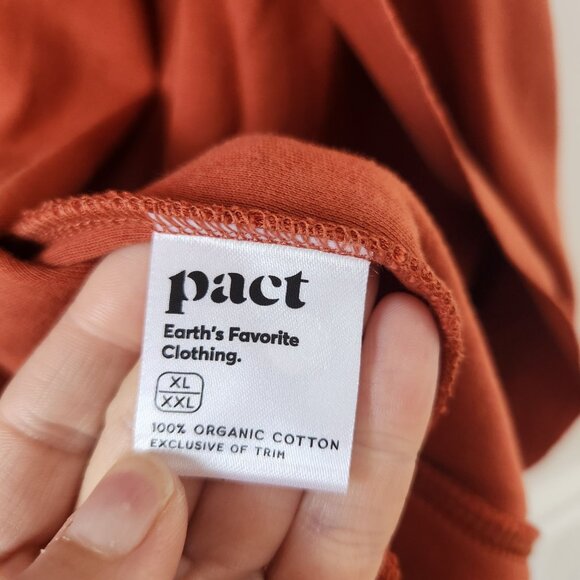 pact
Earth's Favorite
Clothing.
XL
XXL
100% ORGANIC COTTON
EXCLUSIVE OF TRIM